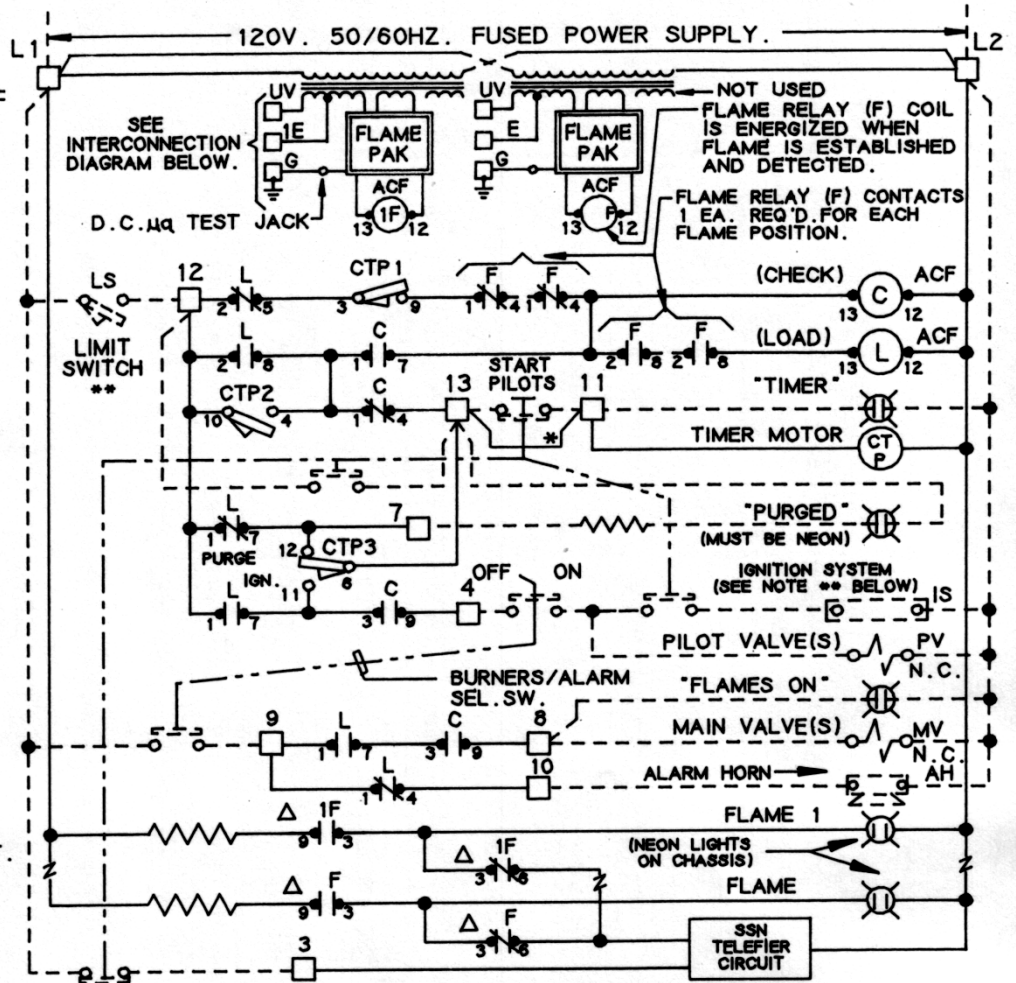 L1
120V. 50/60HZ. FUSED POWER SUPPLY.
L2
UV
UV
NOT USED
SEE
INTERCONNECTION
DIAGRAM BELOW.
1E
G
FLAME
PAK
E
G
FLAME
PAK
FLAME RELAY (F) COIL
IS ENERGIZED WHEN
FLAME IS ESTABLISHED
AND DETECTED.
D.C. µa TEST JACK
ACF
13 1F 12
ACF
13 F 12
FLAME RELAY (F) CONTACTS
1 EA. REQ'D. FOR EACH
FLAME POSITION.
LS
12
L
2 5
CTP1
3 9
F
1 4
F
1 4
(CHECK)
C
13 12
ACF
LIMIT
SWITCH
**
L
2 8
C
1 7
F
2 8
F
2 8
(LOAD)
L
13 12
ACF
CTP2
10 4
C
1 4
13
START
PILOTS
*
11
"TIMER"
TIMER MOTOR
CT
P
L
1 7
PURGE
12
CTP3
6
7
"PURGED"
(MUST BE NEON)
IGN.
11
L
1 7
C
3 9
4
OFF ON
IGNITION SYSTEM
(SEE NOTE ** BELOW)
IS
PILOT VALVE(S)
PV
N.C.
BURNERS/ALARM
SEL. SW.
"FLAMES ON"
9
L
1 7
C
3 9
8
MAIN VALVE(S)
MV
N.C.
L
1 4
10
ALARM HORN
AH
Δ
1F
9 3
FLAME 1
(NEON LIGHTS
ON CHASSIS)
Δ
1F
3 6
Δ
F
9 3
FLAME
Δ
F
3 6
SSN
TELEFIER
CIRCUIT
3